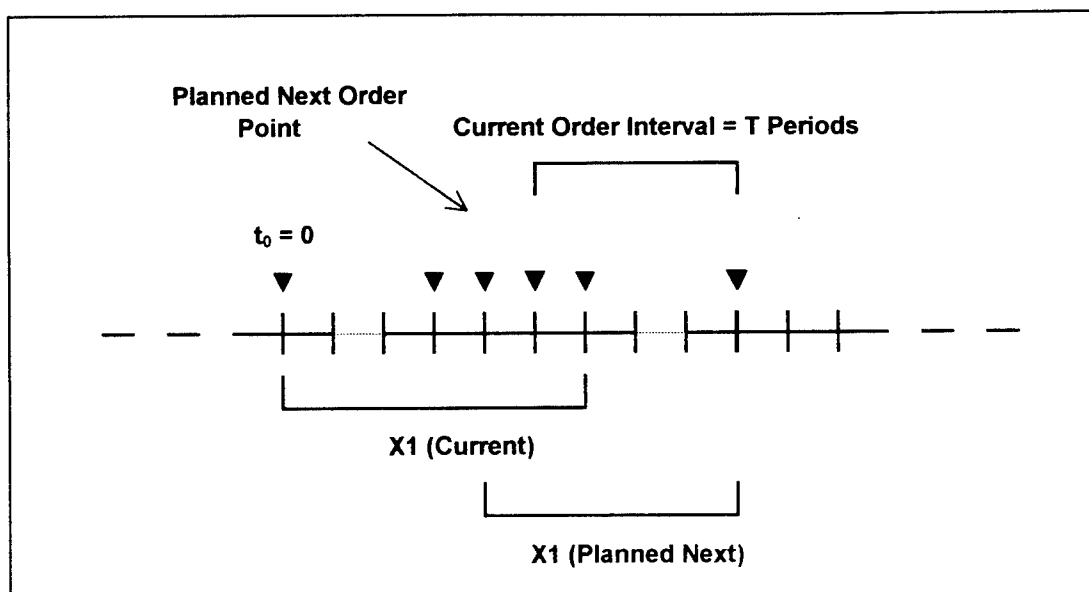 Planned Next Order
Point
Current Order Interval = T Periods
t₀ = 0
X1 (Current)
X1 (Planned Next)